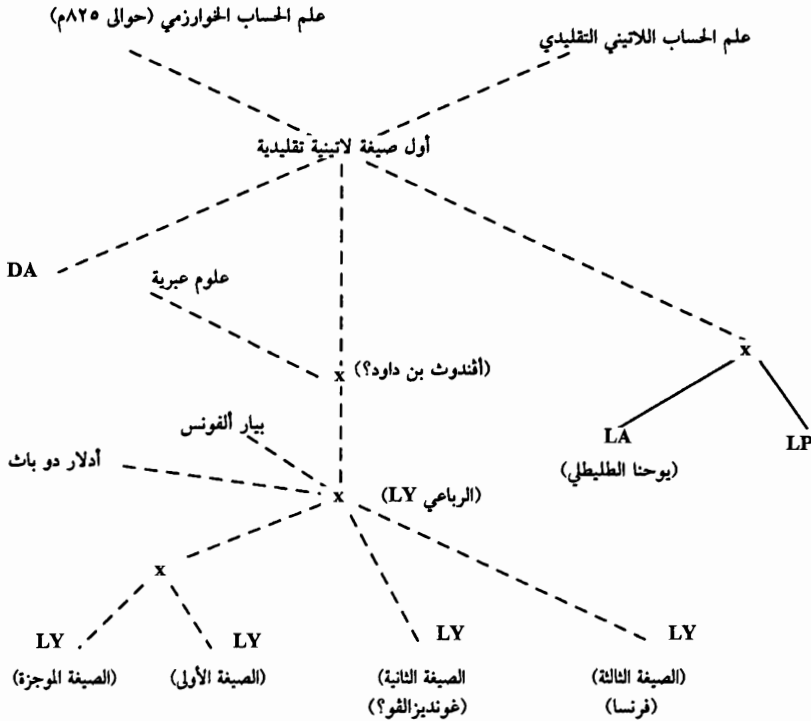 علم الحساب الخوارزمي (حوالى ٨٢٥م)
علم الحساب اللاتيني التقليدي
أول صيغة لاتينية تقليدية
DA
علوم عبرية
x
x (أڤندوث بن داود؟)
بيار ألفونس
LA
LP
أدلار دو باث
(يوحنا الطليطلي)
x (الرباعي LY)
x
LY
LY
LY
LY
(الصيغة الموجزة)
(الصيغة الأولى)
(الصيغة الثانية
(الصيغة الثالثة)
غونديزالڤو؟)
(فرنسا)